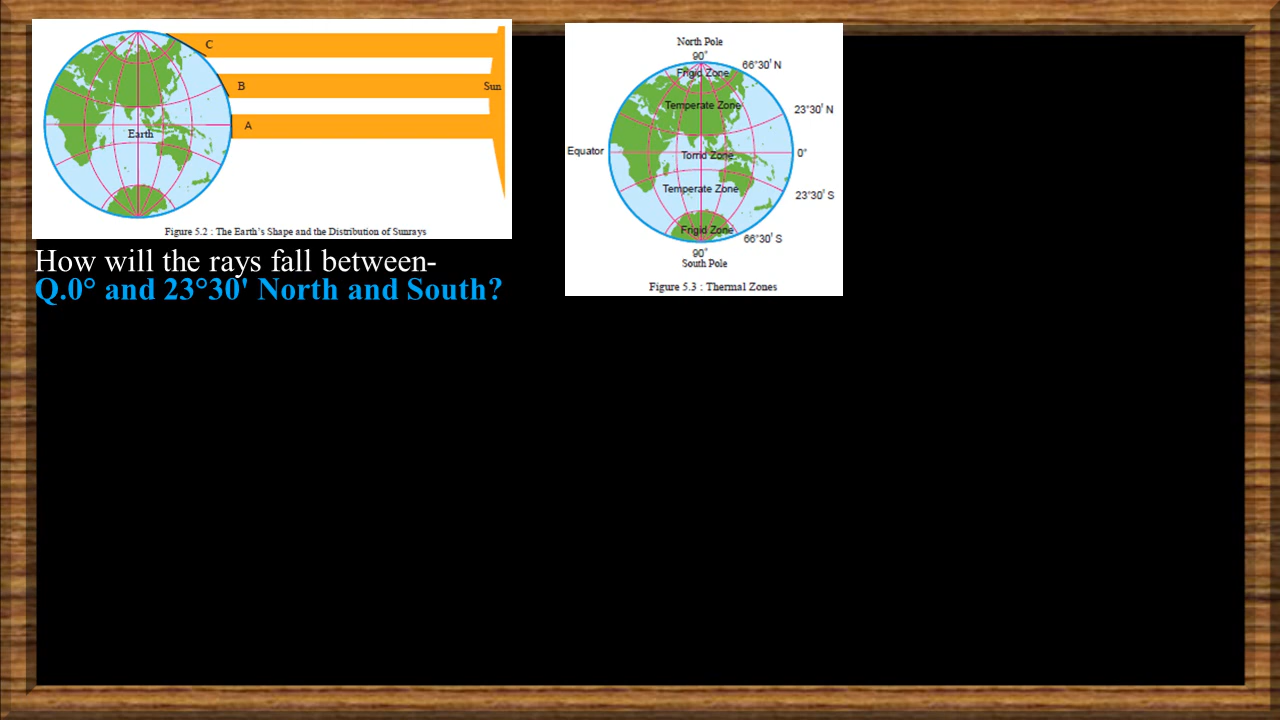 C
B
Sun
A
Earth
Figure 5.2 : The Earth's Shape and the Distribution of Sunrays
How will the rays fall between-
Q.0° and 23°30' North and South?
North Pole
90°
66°30' N
Frigid Zone
Temperate Zone
23°30' N
Equator
Torrid Zone
0°
Temperate Zone
23°30' S
Frigid Zone
66°30' S
90°
South Pole
Figure 5.3 : Thermal Zones